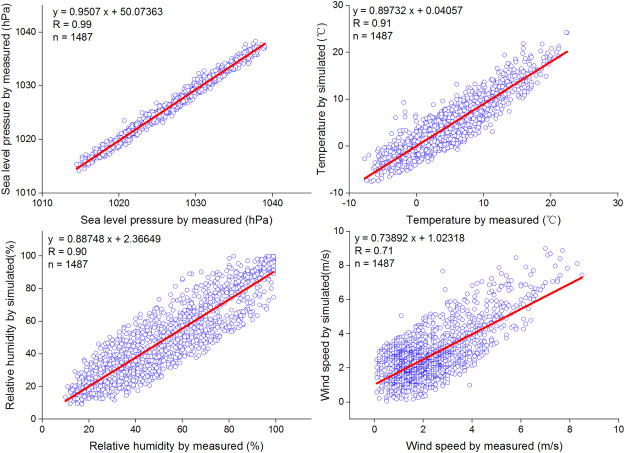 y = 0.9507 x + 50.07363
R = 0.99
n = 1487
1040
1030
1020
1010
1010
1020
1030
1040
Sea level pressure by measured (hPa)
Sea level pressure by measured (hPa)
y = 0.89732 x + 0.04057
R = 0.91
n = 1487
30
20
10
0
-10
-10
0
10
20
30
Temperature by simulated (℃)
Temperature by measured (℃)
y = 0.88748 x + 2.36649
R = 0.90
n = 1487
100
80
60
40
20
0
0
20
40
60
80
100
Relative humidity by simulated(%)
Relative humidity by measured (%)
y = 0.73892 x + 1.02318
R = 0.71
n = 1487
10
8
6
4
2
0
0
2
4
6
8
10
Wind speed by simulated(m/s)
Wind speed by measured (m/s)